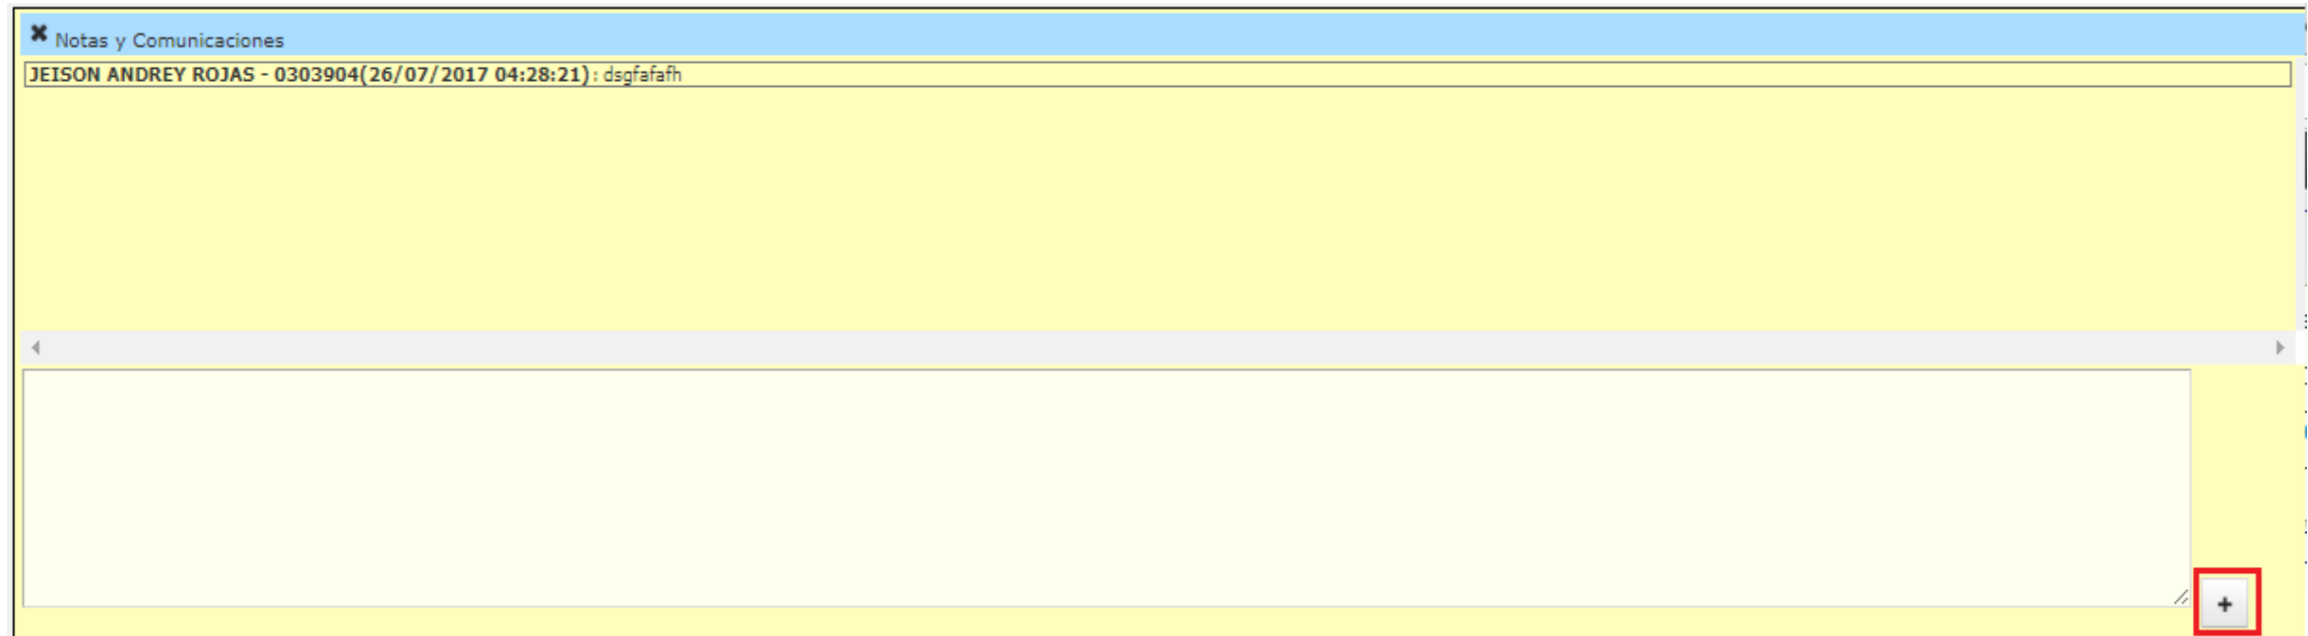 ✖ Notas y Comunicaciones
JEISON ANDREY ROJAS - 0303904(26/07/2017 04:28:21): dsgfafafh
+